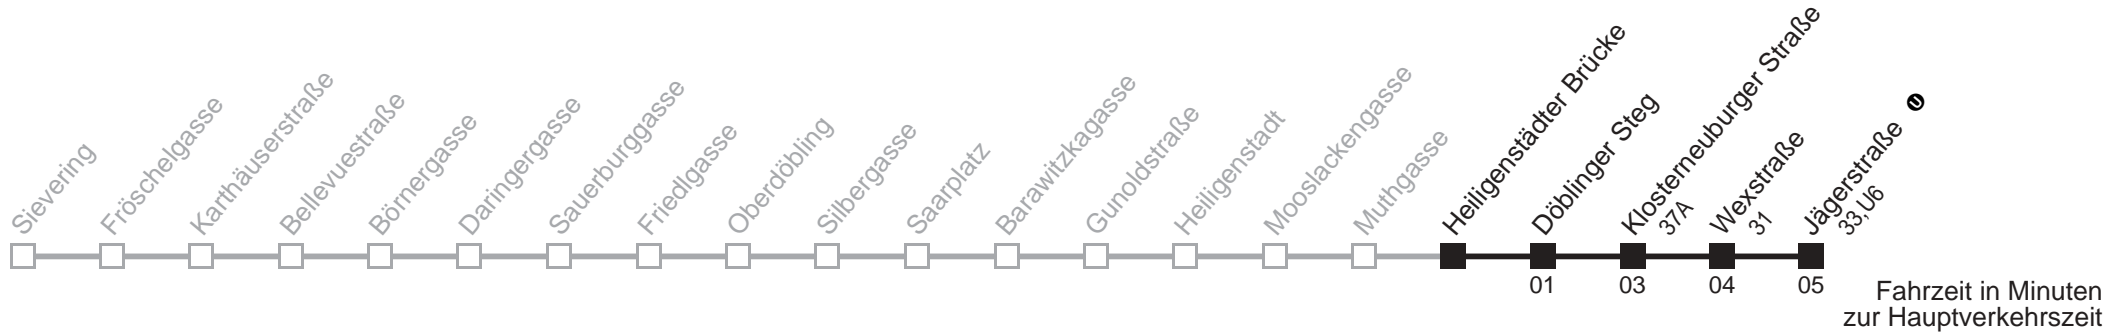 Sievering
Fröschelgasse
Karthäuserstraße
Bellevuestraße
Börnergasse
Daringergasse
Sauerburggasse
Friedlgasse
Oberdöbling
Silbergasse
Saarplatz
Barawitzkagasse
Gunoldstraße
Heiligenstadt
Mooslackengasse
Muthgasse
Heiligenstädter Brücke
Döblinger Steg
Klosterneuburger Straße
37A
Wexstraße
31
Jägerstraße U
33,U6
01
03
04
05
Fahrzeit in Minuten
zur Hauptverkehrszeit